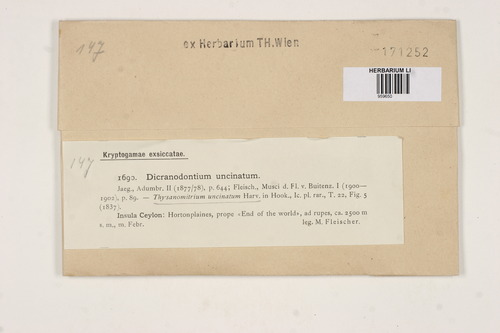 147
ex Herbarium TH.Wien
171252
HERBARIUM LI
959650
147
Kryptogamae exsiccatae.
1690. Dicranodontium uncinatum.
Jaeg., Adumbr. II (1877/78), p. 644; Fleisch., Musci d. Fl. v. Buitenz. I (1900—
1902), p. 89. — Thysanomitrium uncinatum Harv. in Hook., Ic. pl. rar., T. 22, Fig. 5
(1837).
Insula Ceylon: Hortonplaines, prope «End of the world», ad rupes, ca. 2500 m
s. m., m. Febr. leg. M. Fleischer.